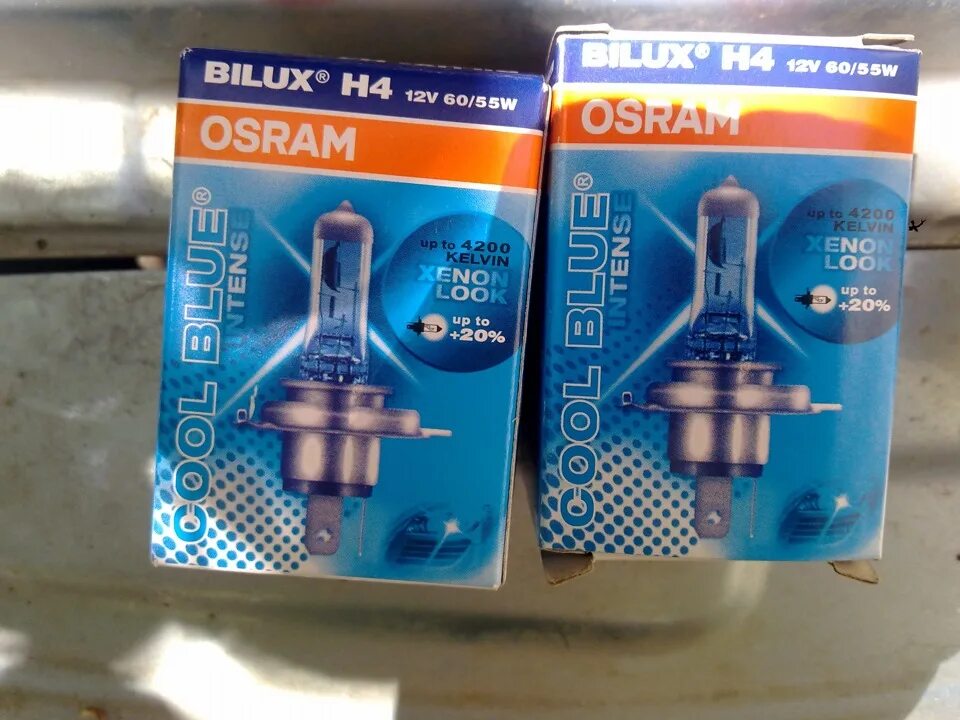 BILUX® H4 12V 60/55W
OSRAM
COOL BLUE®
INTENSE
up to 4200
KELVIN
XENON
LOOK
up to
+20%
BILUX® H4 12V 60/55W
OSRAM
COOL BLUE®
INTENSE
up to 4200
KELVIN
XENON
LOOK
up to
+20%